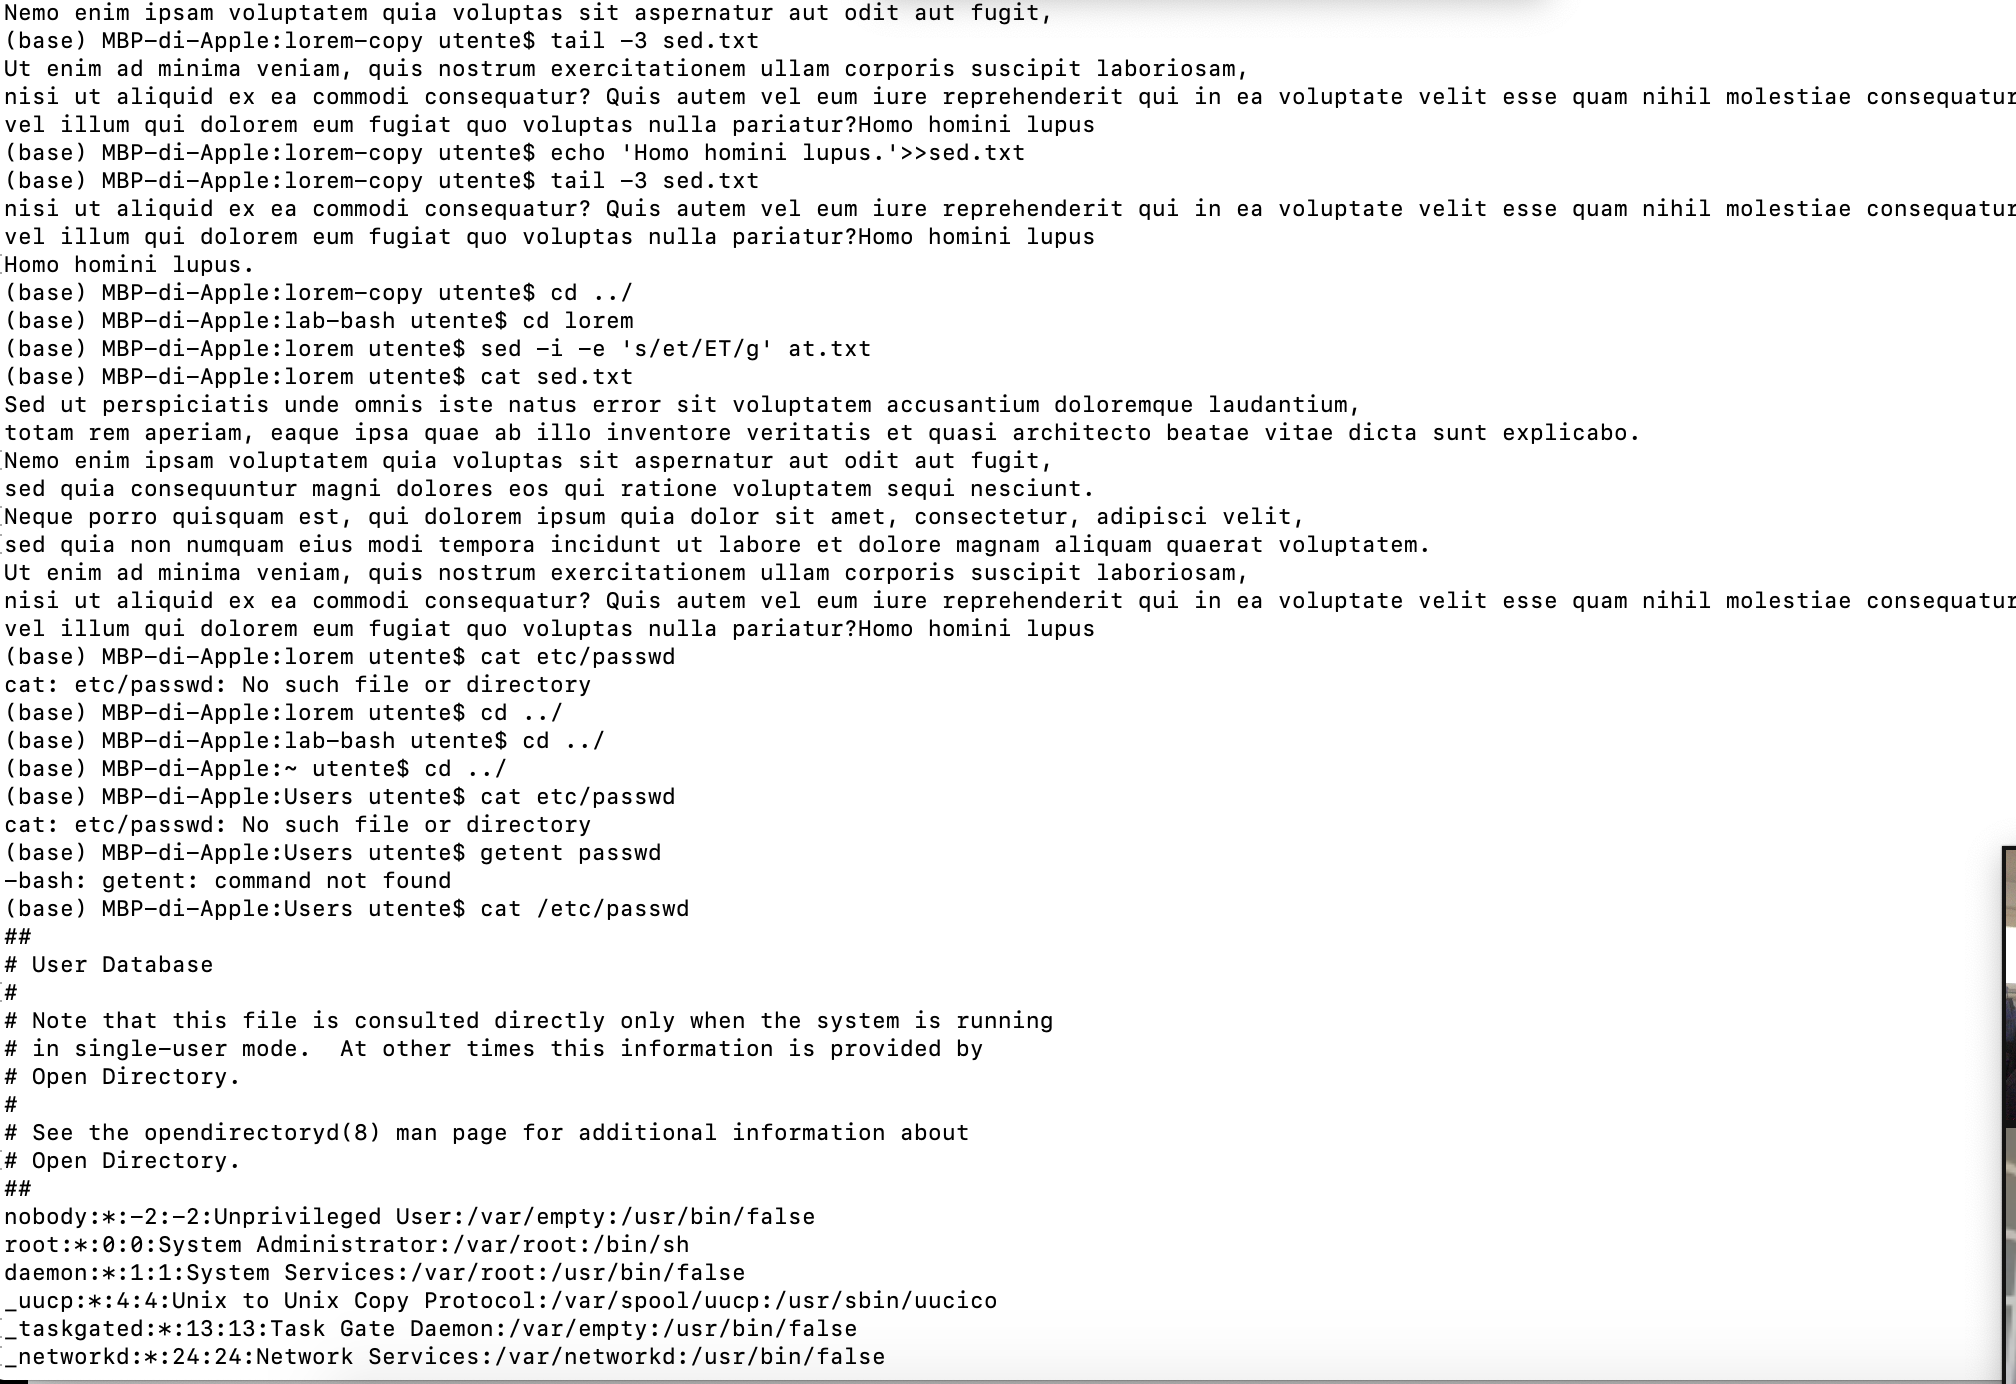 Nemo enim ipsam voluptatem quia voluptas sit aspernatur aut odit aut fugit,
(base) MBP-di-Apple:lorem-copy utente$ tail -3 sed.txt
Ut enim ad minima veniam, quis nostrum exercitationem ullam corporis suscipit laboriosam,
nisi ut aliquid ex ea commodi consequatur? Quis autem vel eum iure reprehenderit qui in ea voluptate velit esse quam nihil molestiae consequatur
vel illum qui dolorem eum fugiat quo voluptas nulla pariatur?Homo homini lupus
(base) MBP-di-Apple:lorem-copy utente$ echo 'Homo homini lupus.'>>sed.txt
(base) MBP-di-Apple:lorem-copy utente$ tail -3 sed.txt
nisi ut aliquid ex ea commodi consequatur? Quis autem vel eum iure reprehenderit qui in ea voluptate velit esse quam nihil molestiae consequatur
vel illum qui dolorem eum fugiat quo voluptas nulla pariatur?Homo homini lupus
Homo homini lupus.
(base) MBP-di-Apple:lorem-copy utente$ cd ../
(base) MBP-di-Apple:lab-bash utente$ cd lorem
(base) MBP-di-Apple:lorem utente$ sed -i -e 's/et/ET/g' at.txt
(base) MBP-di-Apple:lorem utente$ cat sed.txt
Sed ut perspiciatis unde omnis iste natus error sit voluptatem accusantium doloremque laudantium,
totam rem aperiam, eaque ipsa quae ab illo inventore veritatis et quasi architecto beatae vitae dicta sunt explicabo.
Nemo enim ipsam voluptatem quia voluptas sit aspernatur aut odit aut fugit,
sed quia consequuntur magni dolores eos qui ratione voluptatem sequi nesciunt.
Neque porro quisquam est, qui dolorem ipsum quia dolor sit amet, consectetur, adipisci velit,
sed quia non numquam eius modi tempora incidunt ut labore et dolore magnam aliquam quaerat voluptatem.
Ut enim ad minima veniam, quis nostrum exercitationem ullam corporis suscipit laboriosam,
nisi ut aliquid ex ea commodi consequatur? Quis autem vel eum iure reprehenderit qui in ea voluptate velit esse quam nihil molestiae consequatur
vel illum qui dolorem eum fugiat quo voluptas nulla pariatur?Homo homini lupus
(base) MBP-di-Apple:lorem utente$ cat etc/passwd
cat: etc/passwd: No such file or directory
(base) MBP-di-Apple:lorem utente$ cd ../
(base) MBP-di-Apple:lab-bash utente$ cd ../
(base) MBP-di-Apple:~ utente$ cd ../
(base) MBP-di-Apple:Users utente$ cat etc/passwd
cat: etc/passwd: No such file or directory
(base) MBP-di-Apple:Users utente$ getent passwd
-bash: getent: command not found
(base) MBP-di-Apple:Users utente$ cat /etc/passwd
##
# User Database
#
# Note that this file is consulted directly only when the system is running
# in single-user mode.  At other times this information is provided by
# Open Directory.
#
# See the opendirectoryd(8) man page for additional information about
# Open Directory.
##
nobody:*:-2:-2:Unprivileged User:/var/empty:/usr/bin/false
root:*:0:0:System Administrator:/var/root:/bin/sh
daemon:*:1:1:System Services:/var/root:/usr/bin/false
_uucp:*:4:4:Unix to Unix Copy Protocol:/var/spool/uucp:/usr/sbin/uucico
_taskgated:*:13:13:Task Gate Daemon:/var/empty:/usr/bin/false
_networkd:*:24:24:Network Services:/var/networkd:/usr/bin/false